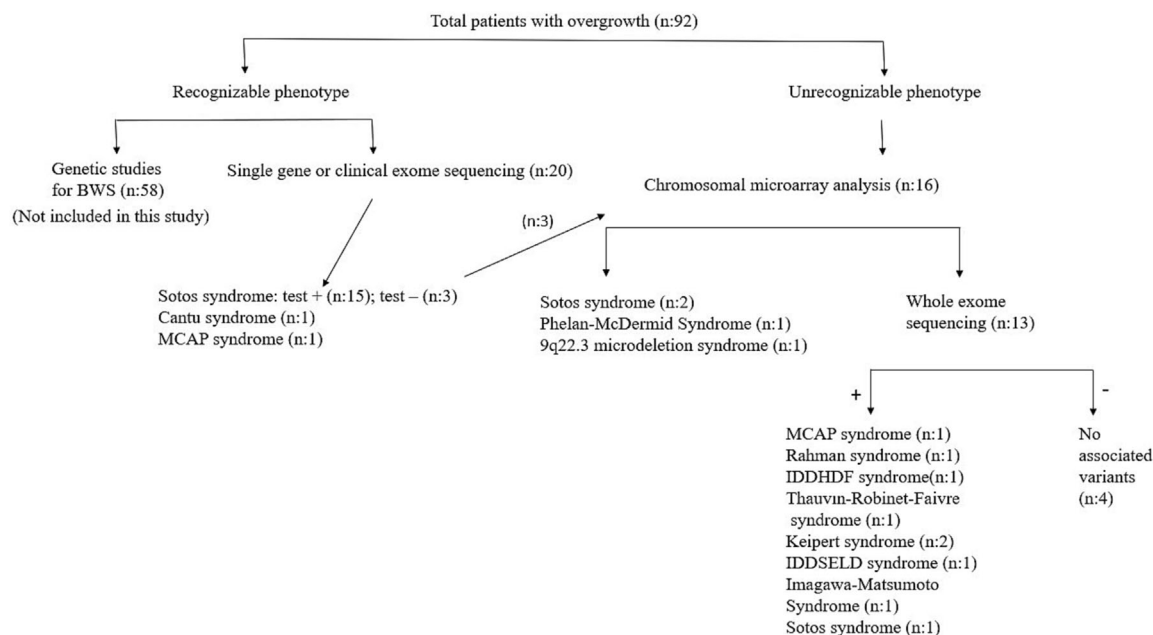 Total patients with overgrowth (n:92)
Recognizable phenotype
Unrecognizable phenotype
Genetic studies
for BWS (n:58)
(Not included in this study)
Single gene or clinical exome sequencing (n:20)
Chromosomal microarray analysis (n:16)
(n:3)
Sotos syndrome: test + (n:15); test – (n:3)
Cantu syndrome (n:1)
MCAP syndrome (n:1)
Sotos syndrome (n:2)
Phelan-McDermid Syndrome (n:1)
9q22.3 microdeletion syndrome (n:1)
Whole exome
sequencing (n:13)
+
-
MCAP syndrome (n:1)
Rahman syndrome (n:1)
IDDHDF syndrome(n:1)
Thauvın-Robinet-Faivre
syndrome (n:1)
Keipert syndrome (n:2)
IDDSELD syndrome (n:1)
Imagawa-Matsumoto
Syndrome (n:1)
Sotos syndrome (n:1)
No
associated
variants
(n:4)